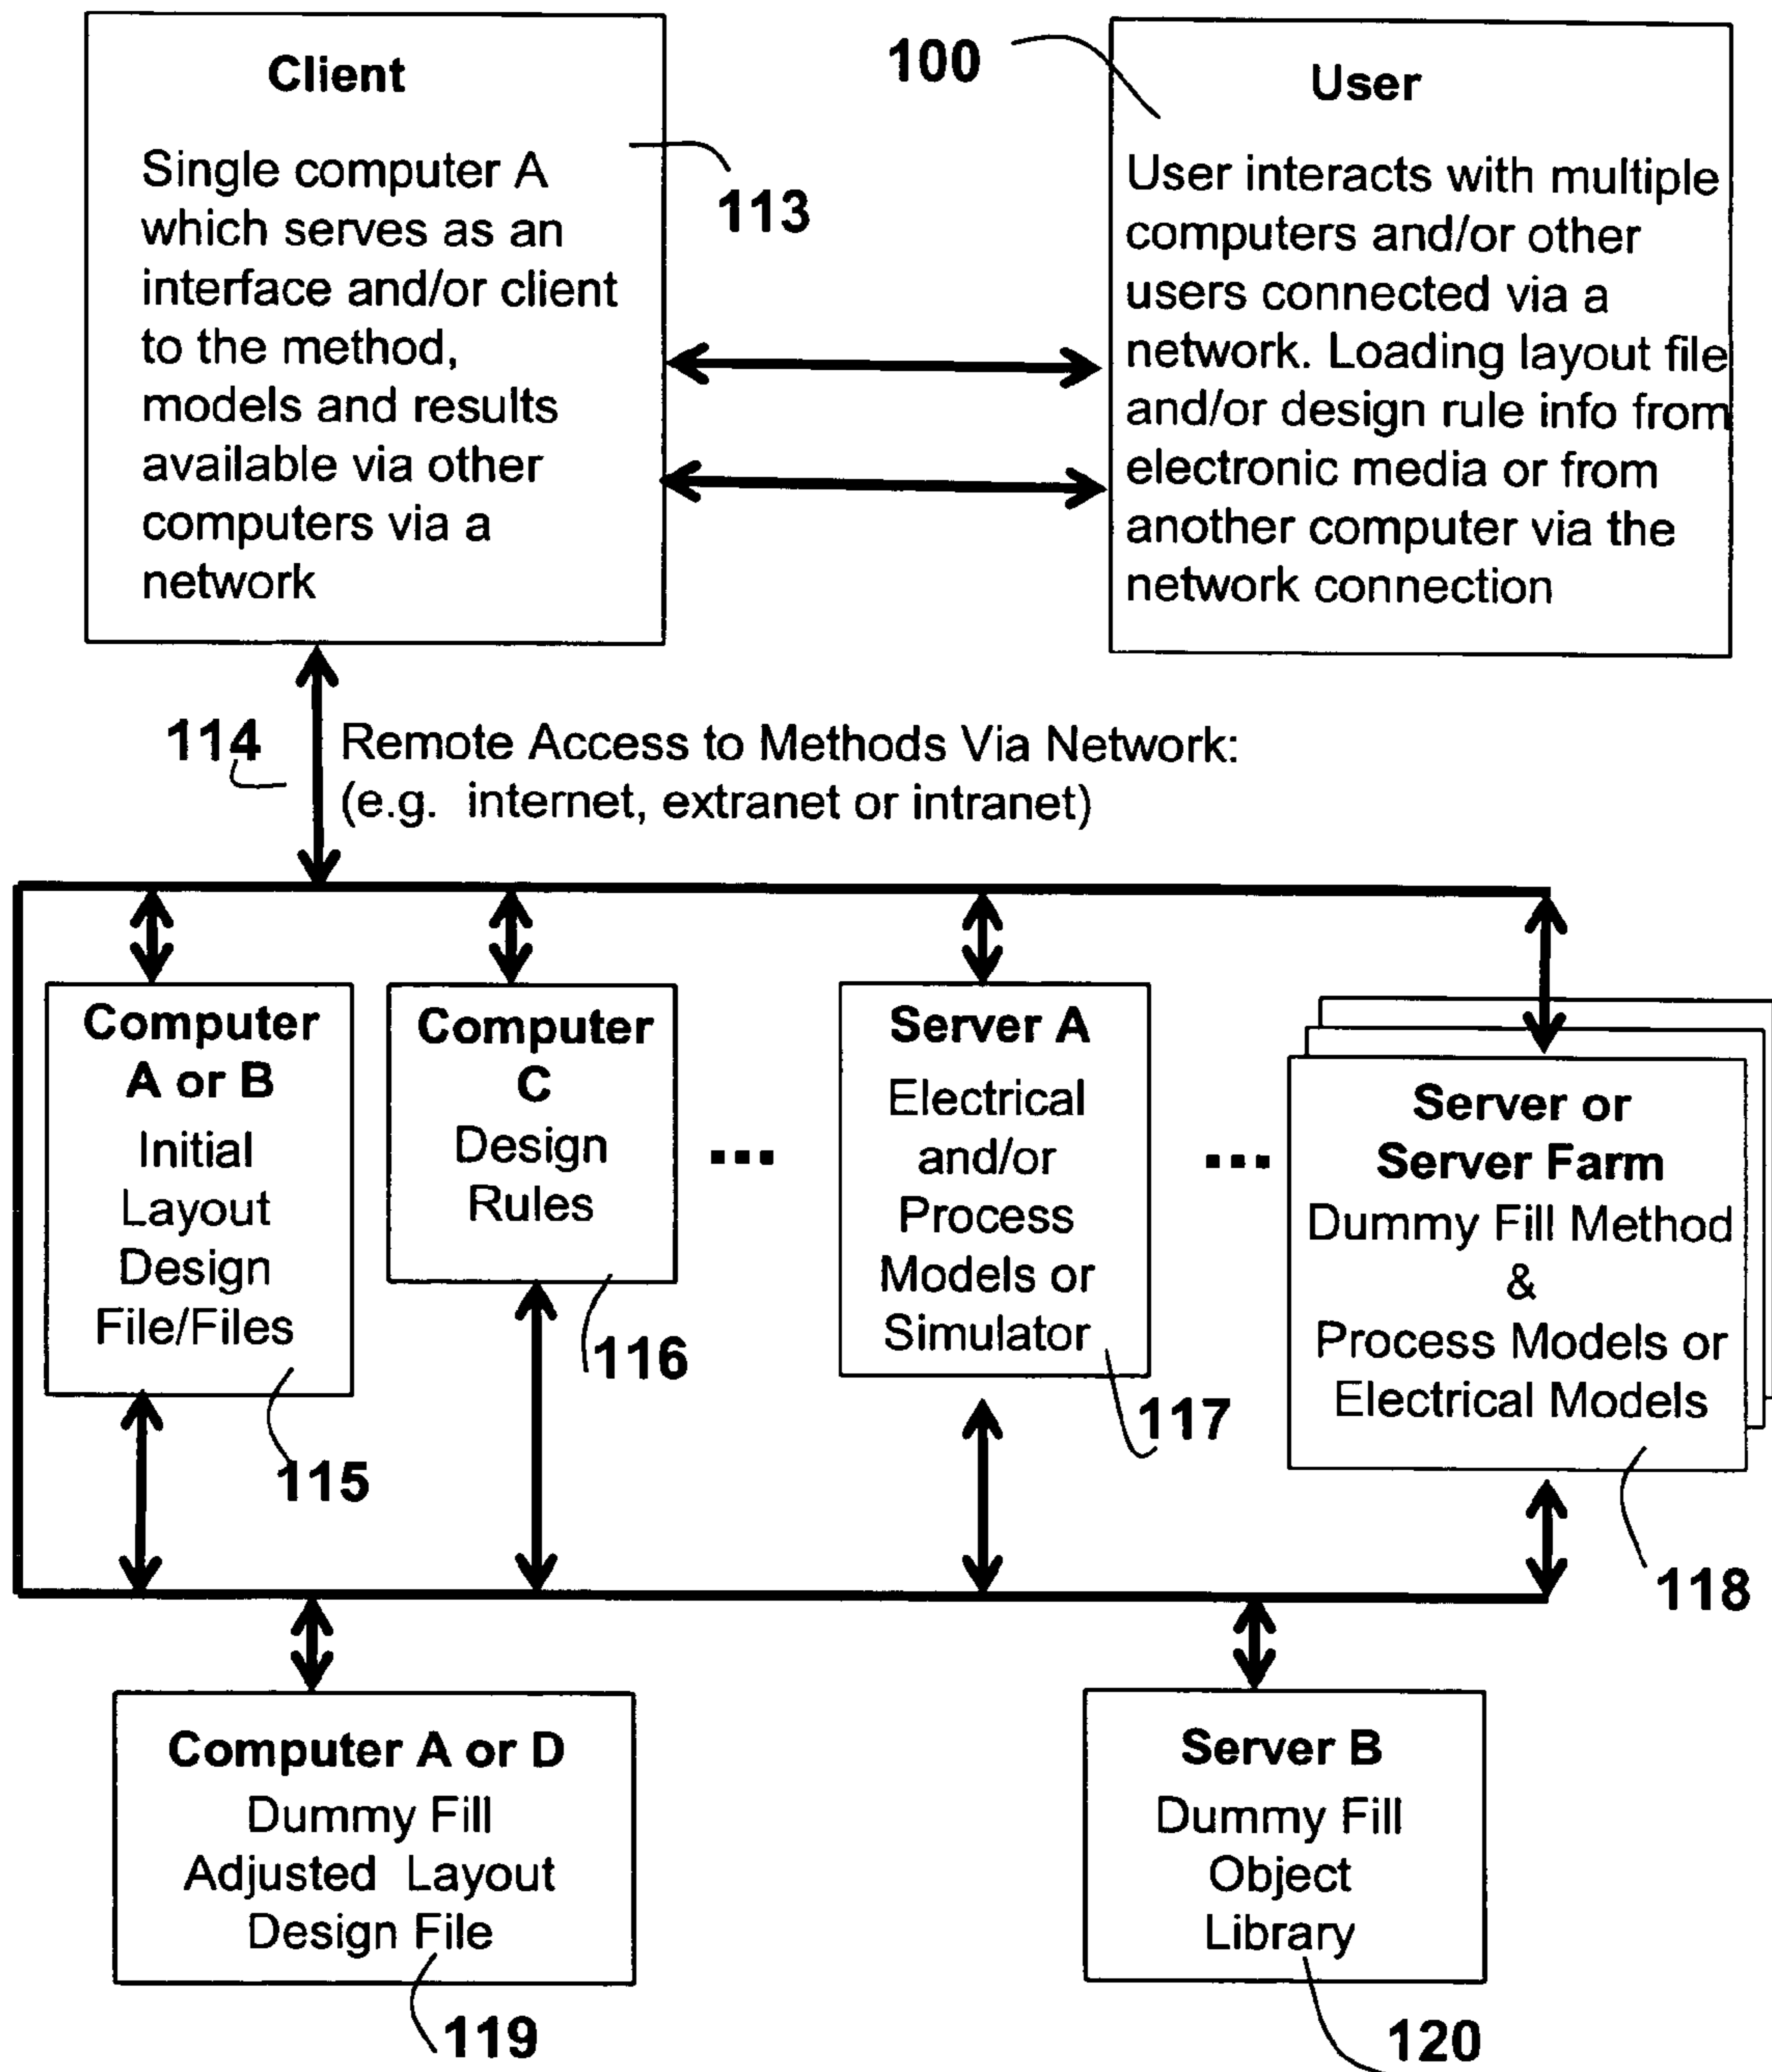 Client
Single computer A
which serves as an
interface and/or client
to the method,
models and results
available via other
computers via a
network
113
100
User
User interacts with multiple
computers and/or other
users connected via a
network. Loading layout file
and/or design rule info from
electronic media or from
another computer via the
network connection
114
Remote Access to Methods Via Network:
(e.g. internet, extranet or intranet)
Computer
A or B
Initial
Layout
Design
File/Files
115
Computer
C
Design
Rules
116
...
Server A
Electrical
and/or
Process
Models or
Simulator
117
...
Server or
Server Farm
Dummy Fill Method
&
Process Models or
Electrical Models
118
Computer A or D
Dummy Fill
Adjusted Layout
Design File
119
Server B
Dummy Fill
Object
Library
120